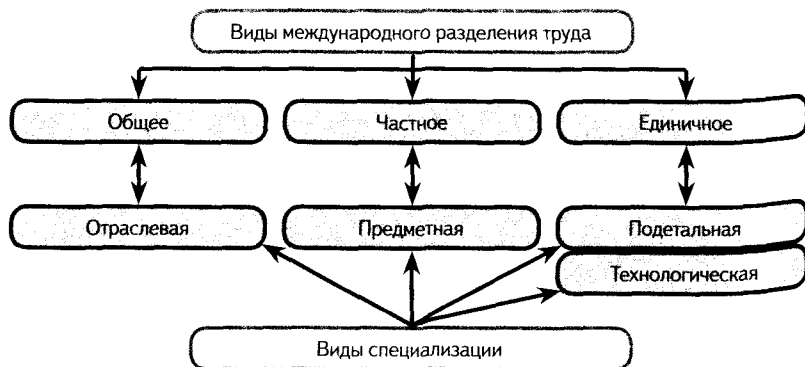 Виды международного разделения труда
Общее
Частное
Единичное
Отраслевая
Предметная
Подетальная
Технологическая
Виды специализации